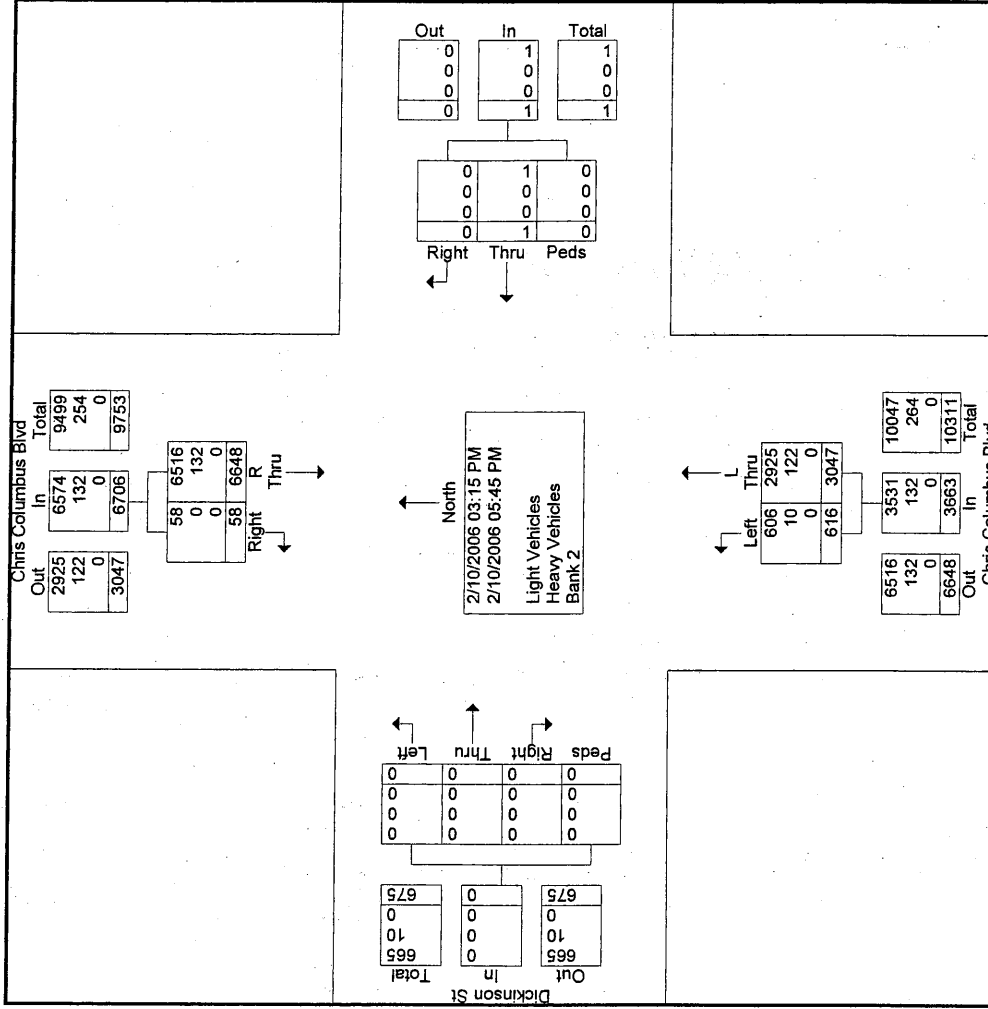 Chris Columbus Blvd
Out In Total
2925 6574 9499
122 132 254
0 0 0
3047 6706 9753
58 6516
0 132
0 0
58 6648
Right R
Thru
Out In Total
0 1 1
0 0 0
0 0 0
0 1 1
0 1 0
0 0 0
0 0 0
0 1 0
Right Thru Peds
North
2/10/2006 03:15 PM
2/10/2006 05:45 PM
Light Vehicles
Heavy Vehicles
Bank 2
Dickinson St
Out In Total
665 0 665
10 0 10
0 0 0
675 0 675
0 0 0 0
0 0 0 0
0 0 0 0
0 0 0 0
Peds Right Thru Left
L
Left Thru
606 2925
10 122
0 0
616 3047
6516 3531 10047
132 132 264
0 0 0
6648 3663 10311
Out In Total
Chris Columbus Blvd